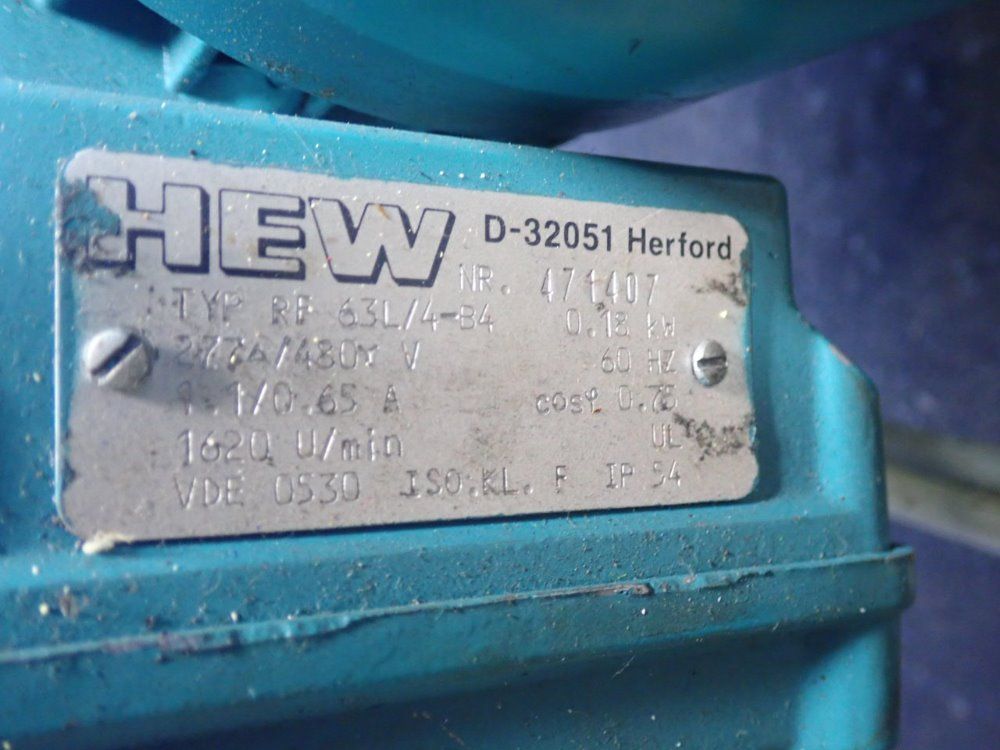 HEW D-32051 Herford
NR. 471407
TYP RF 63L/4-B4 0.18 kW
277Δ/480Y V 60 HZ
1.1/0.65 A cosφ 0.75
1620 U/min UL
VDE 0530 ISO.KL. F IP 54